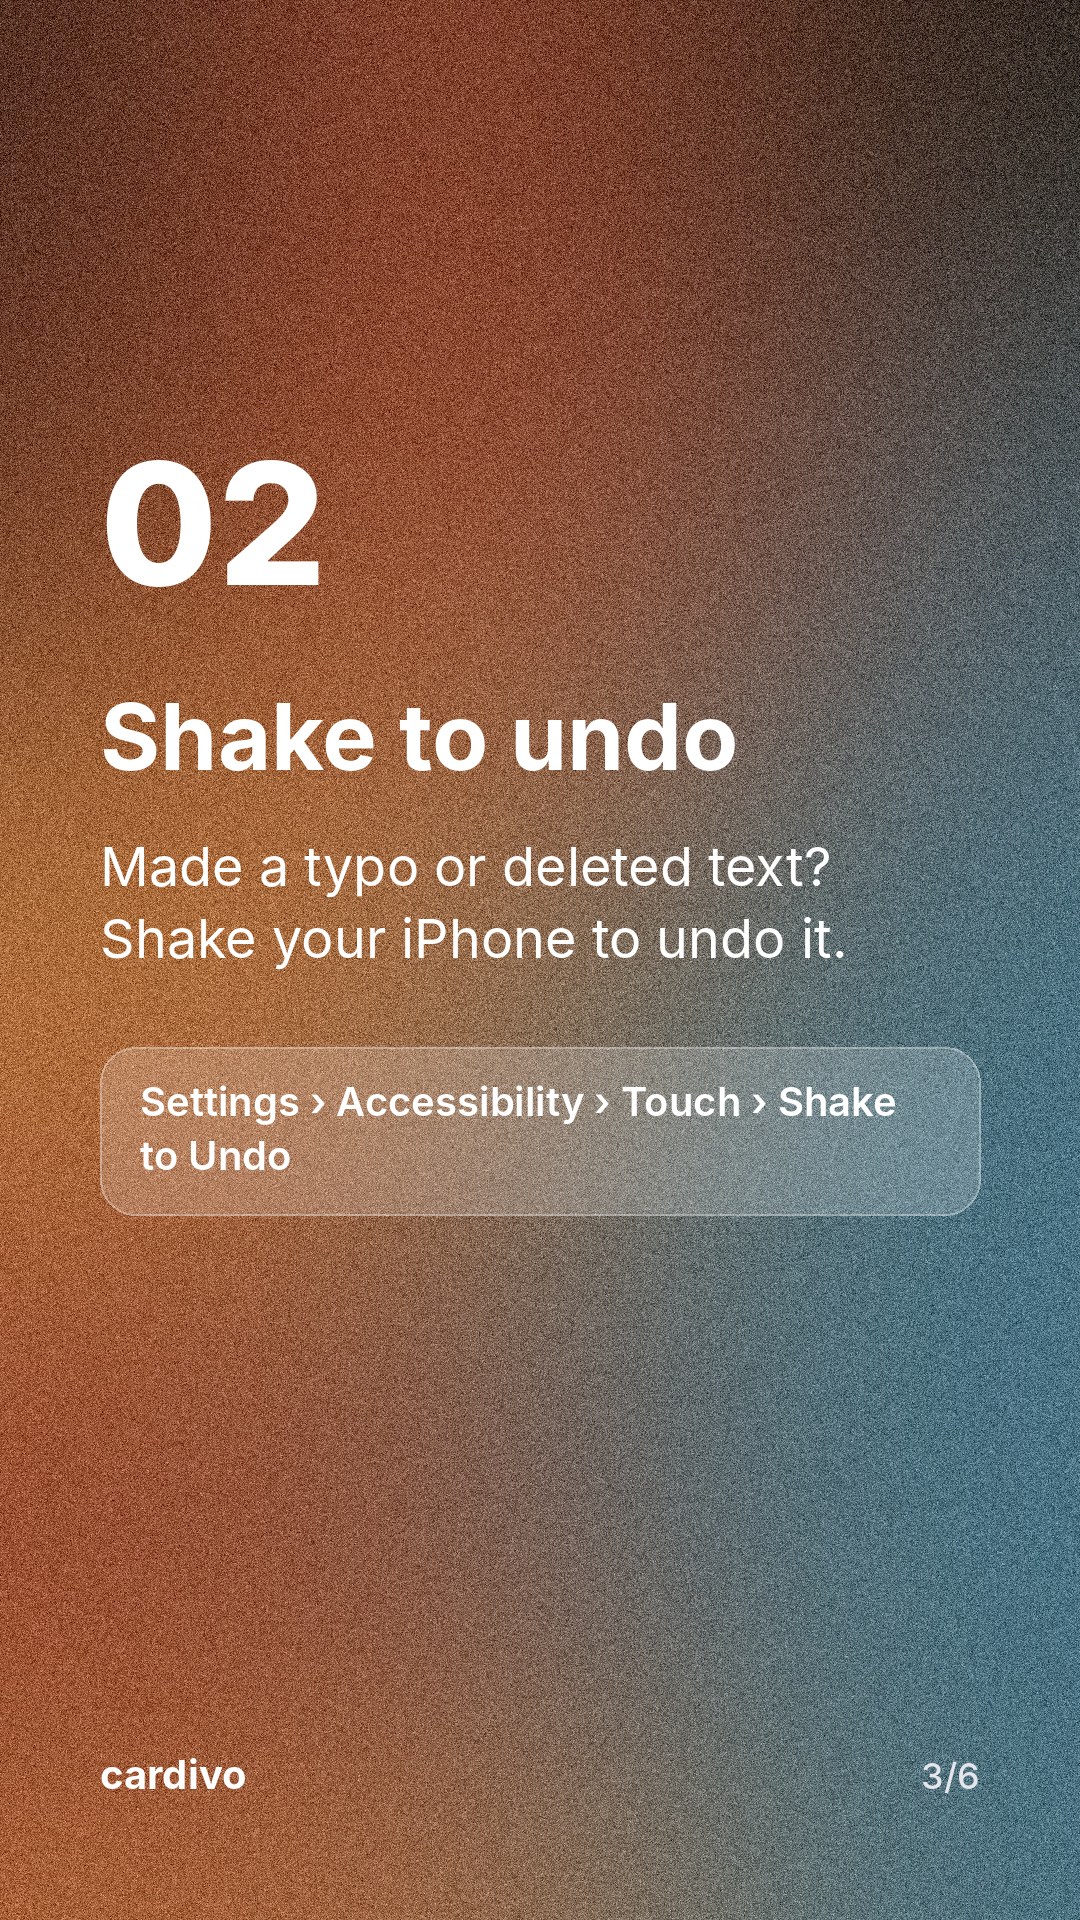 02
Shake to undo
Made a typo or deleted text?
Shake your iPhone to undo it.
Settings › Accessibility › Touch › Shake
to Undo
cardivo
3/6